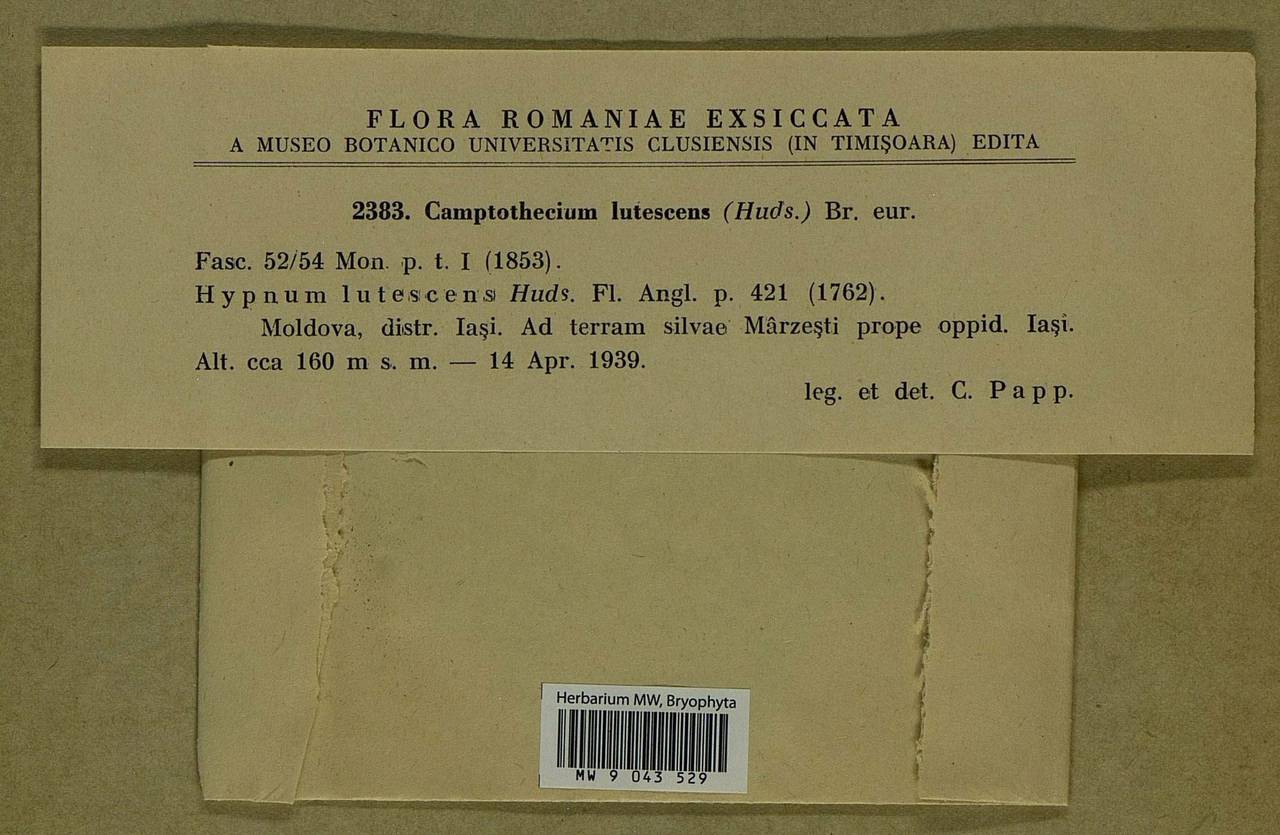 FLORA ROMANIAE EXSICCATA
A MUSEO BOTANICO UNIVERSITATIS CLUSIENSIS (IN TIMIŞOARA) EDITA
2383. Camptothecium lutescens (Huds.) Br. eur.
Fasc. 52/54 Mon. p. t. I (1853).
Hypnum lutescens Huds. Fl. Angl. p. 421 (1762).
Moldova, distr. Iaşi. Ad terram silvae Mârzeşti prope oppid. Iaşi.
Alt. cca 160 m s. m. — 14 Apr. 1939.
leg. et det. C. Papp.
Herbarium MW, Bryophyta
MW 9 043 529